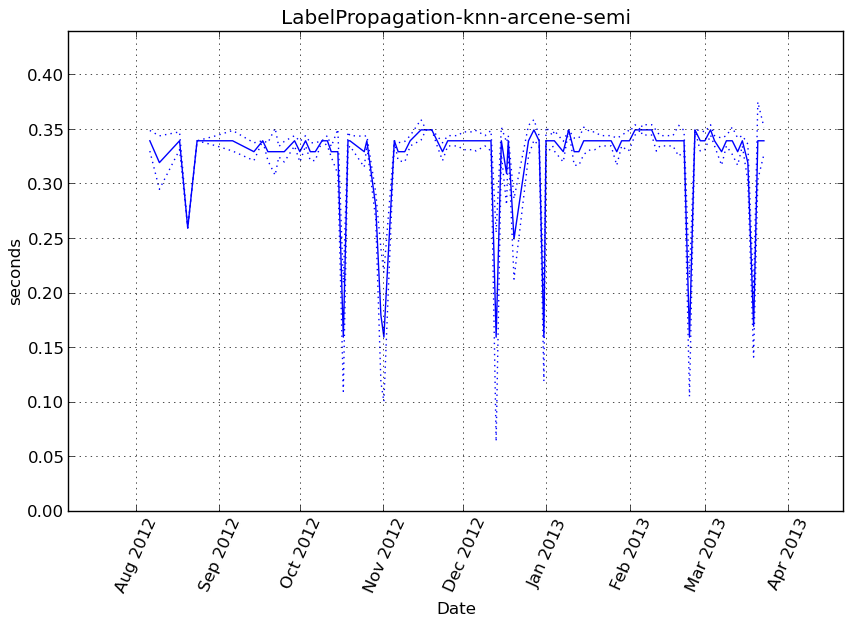 LabelPropagation-knn-arcene-semi
0.40
0.35
0.30
0.25
0.20
0.15
0.10
0.05
0.00
seconds
Aug 2012
Sep 2012
Oct 2012
Nov 2012
Dec 2012
Jan 2013
Feb 2013
Mar 2013
Apr 2013
Date